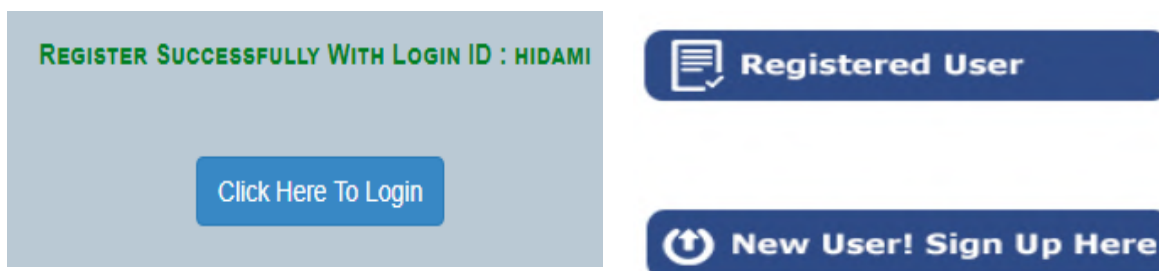 REGISTER SUCCESSFULLY WITH LOGIN ID : HIDAMI
Click Here To Login
Registered User
New User! Sign Up Here